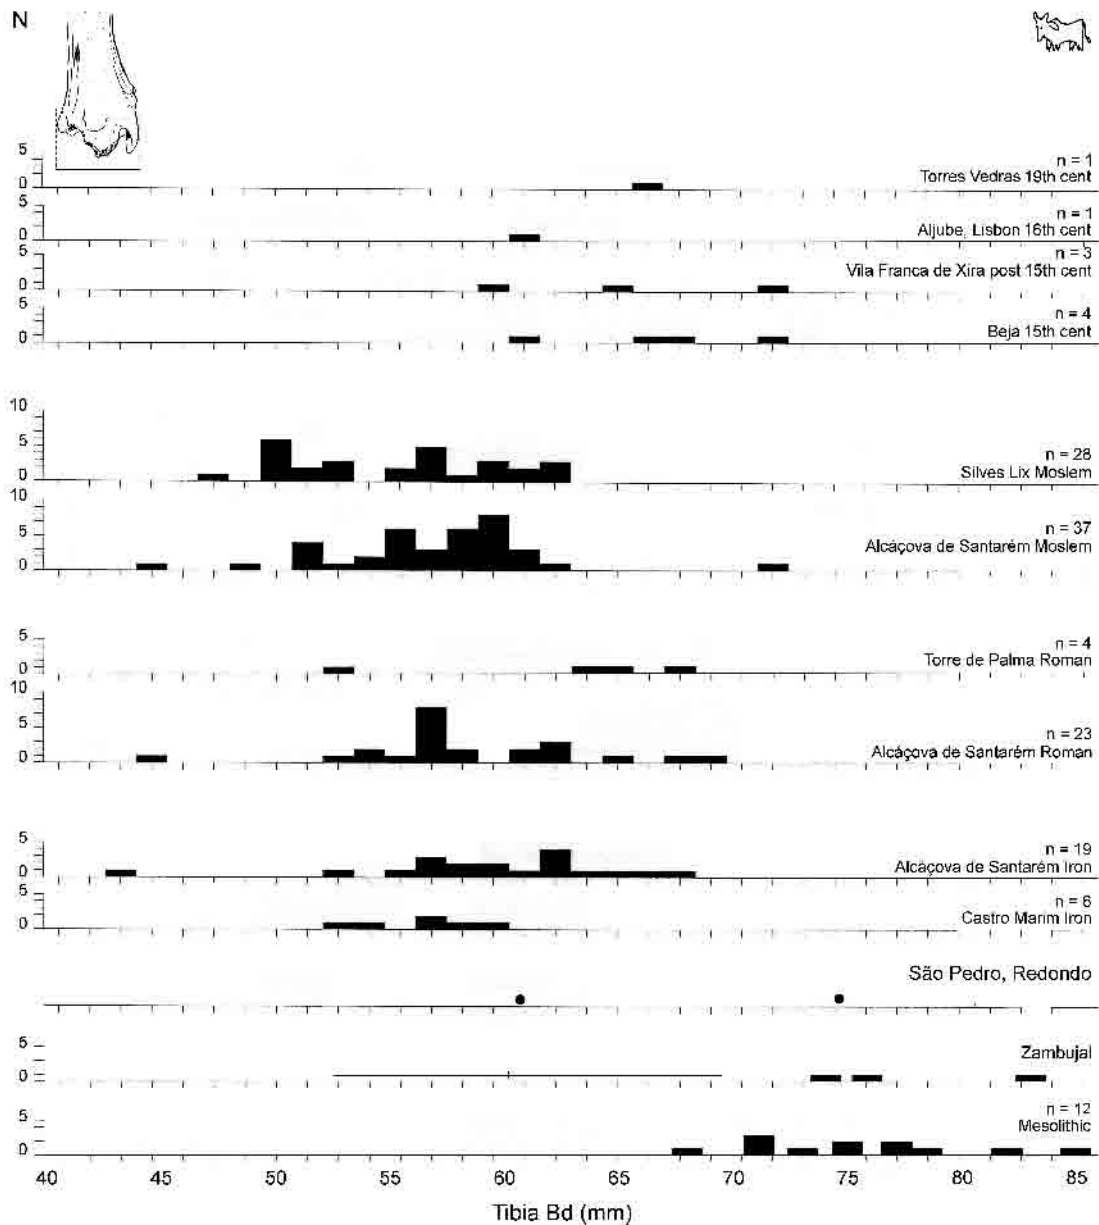 N
5
0
n = 1
Torres Vedras 19th cent
5
0
n = 1
Aljube, Lisbon 16th cent
5
0
n = 3
Vila Franca de Xira post 15th cent
5
0
n = 4
Beja 15th cent
10
5
0
n = 28
Silves Lix Moslem
10
5
0
n = 37
Alcáçova de Santarém Moslem
5
0
n = 4
Torre de Palma Roman
10
5
0
n = 23
Alcáçova de Santarém Roman
5
0
n = 19
Alcáçova de Santarém Iron
5
0
n = 6
Castro Marim Iron
São Pedro, Redondo
5
0
Zambujal
5
0
n = 12
Mesolithic
40 45 50 55 60 65 70 75 80 85
Tibia Bd (mm)